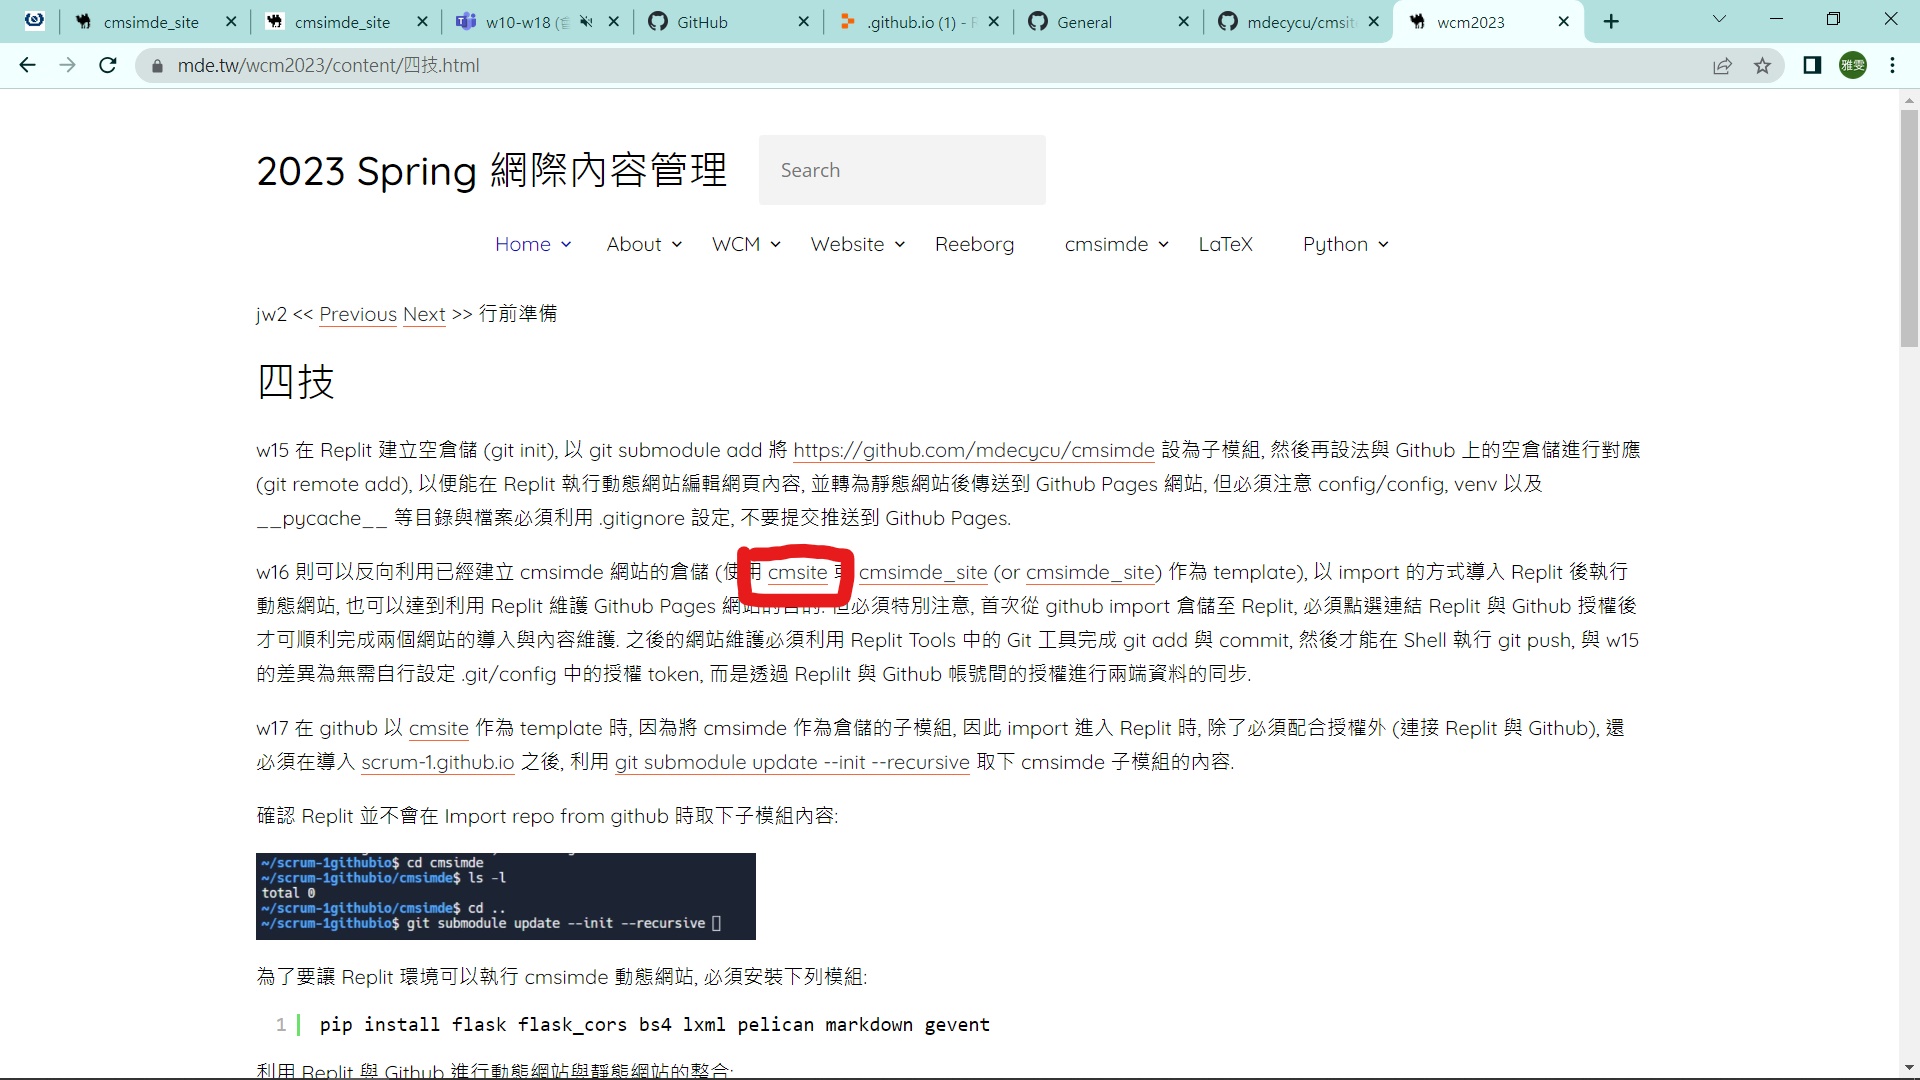 cmsimde_site
cmsimde_site
w10-w18 (
GitHub
.github.io (1) -
General
mdecycu/cmsit
wcm2023
mde.tw/wcm2023/content/四技.html
雅雯
2023 Spring 網際內容管理
Search
Home About WCM Website Reeborg cmsimde LaTeX Python
jw2 << Previous Next >> 行前準備
四技
w15 在 Replit 建立空倉儲 (git init), 以 git submodule add 將 https://github.com/mdecycu/cmsimde 設為子模組, 然後再設法與 Github 上的空倉儲進行對應
(git remote add), 以便能在 Replit 執行動態網站編輯網頁內容, 並轉為靜態網站後傳送到 Github Pages 網站, 但必須注意 config/config, venv 以及
__pycache__ 等目錄與檔案必須利用 .gitignore 設定, 不要提交推送到 Github Pages.
w16 則可以反向利用已經建立 cmsimde 網站的倉儲 (使用 cmsite 或 cmsimde_site (or cmsimde_site) 作為 template), 以 import 的方式導入 Replit 後執行
動態網站, 也可以達到利用 Replit 維護 Github Pages 網站的目的. 但必須特別注意, 首次從 github import 倉儲至 Replit, 必須點選連結 Replit 與 Github 授權後
才可順利完成兩個網站的導入與內容維護. 之後的網站維護必須利用 Replit Tools 中的 Git 工具完成 git add 與 commit, 然後才能在 Shell 執行 git push, 與 w15
的差異為無需自行設定 .git/config 中的授權 token, 而是透過 Replilt 與 Github 帳號間的授權進行兩端資料的同步.
w17 在 github 以 cmsite 作為 template 時, 因為將 cmsimde 作為倉儲的子模組, 因此 import 進入 Replit 時, 除了必須配合授權外 (連接 Replit 與 Github), 還
必須在導入 scrum-1.github.io 之後, 利用 git submodule update --init --recursive 取下 cmsimde 子模組的內容.
確認 Replit 並不會在 Import repo from github 時取下子模組內容:
~/scrum-1githubio$ cd cmsimde
~/scrum-1githubio/cmsimde$ ls -l
total 0
~/scrum-1githubio/cmsimde$ cd ..
~/scrum-1githubio$ git submodule update --init --recursive
為了要讓 Replit 環境可以執行 cmsimde 動態網站, 必須安裝下列模組:
1 pip install flask flask_cors bs4 lxml pelican markdown gevent
利用 Replit 與 Github 進行動態網站與靜態網站的整合: